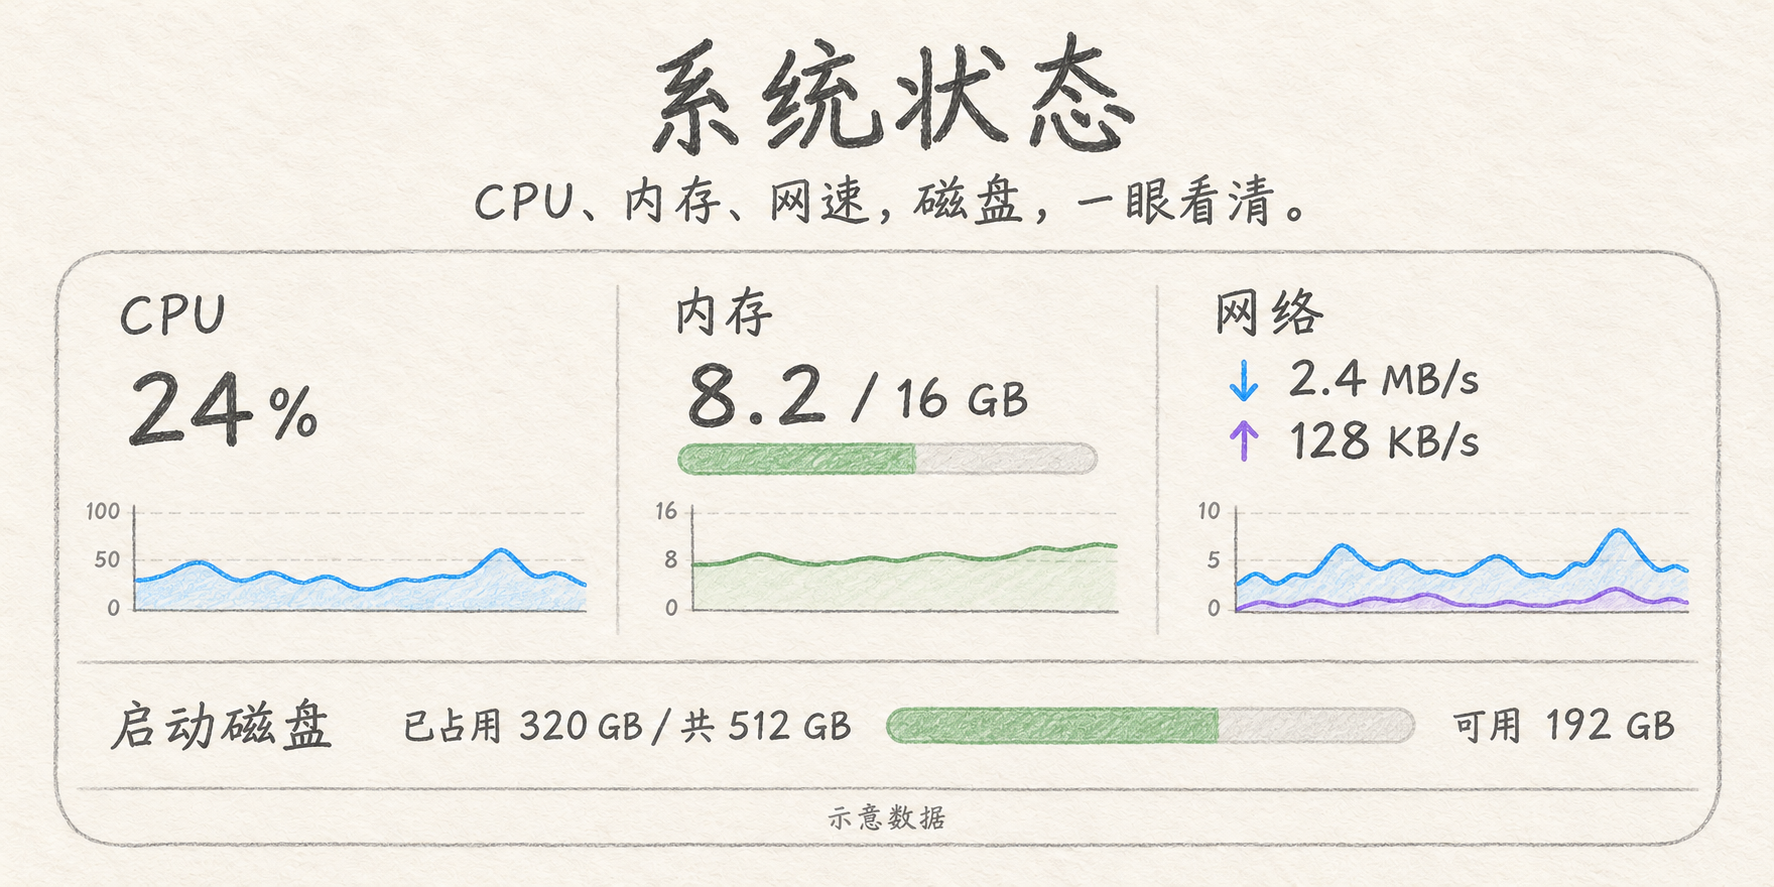 系统状态
CPU、内存、网速，磁盘，一眼看清。
CPU
24%
100
50
0
内存
8.2 / 16 GB
16
8
0
网络
↓ 2.4 MB/s
↑ 128 KB/s
10
5
0
启动磁盘 已占用 320 GB / 共 512 GB 可用 192 GB
示意数据